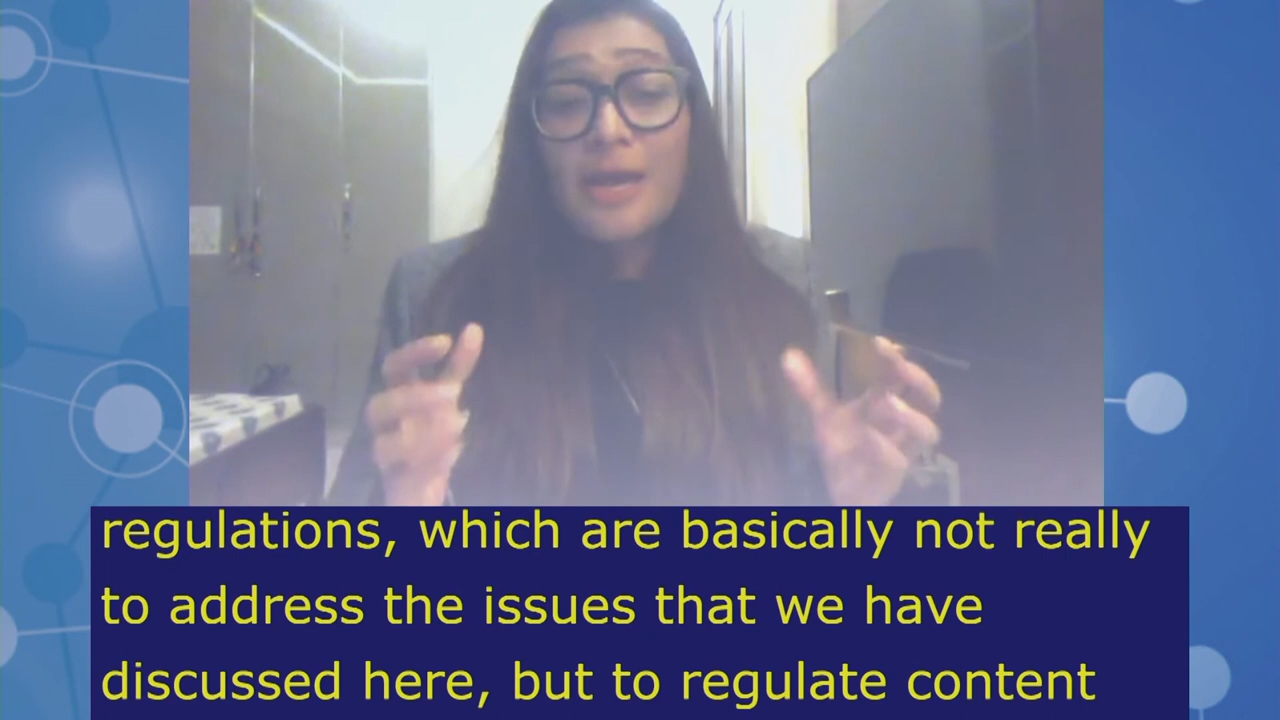 regulations, which are basically not really
to address the issues that we have
discussed here, but to regulate content